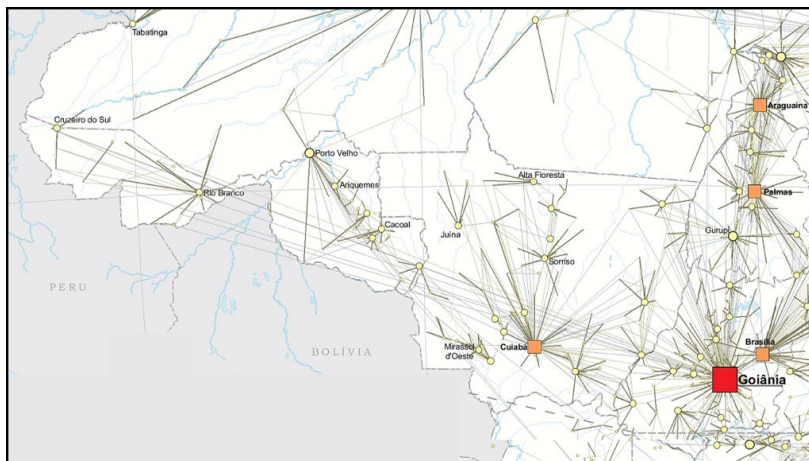 Tabatinga
Araguaína
Cruzeiro do Sul
Porto Velho
Alta Floresta
Ariquemes
Rio Branco
Palmas
Cacoal
Juína
Gurupi
Sorriso
PERU
BOLÍVIA
Mirassol
d'Oeste
Cuiabá
Brasília
Goiânia